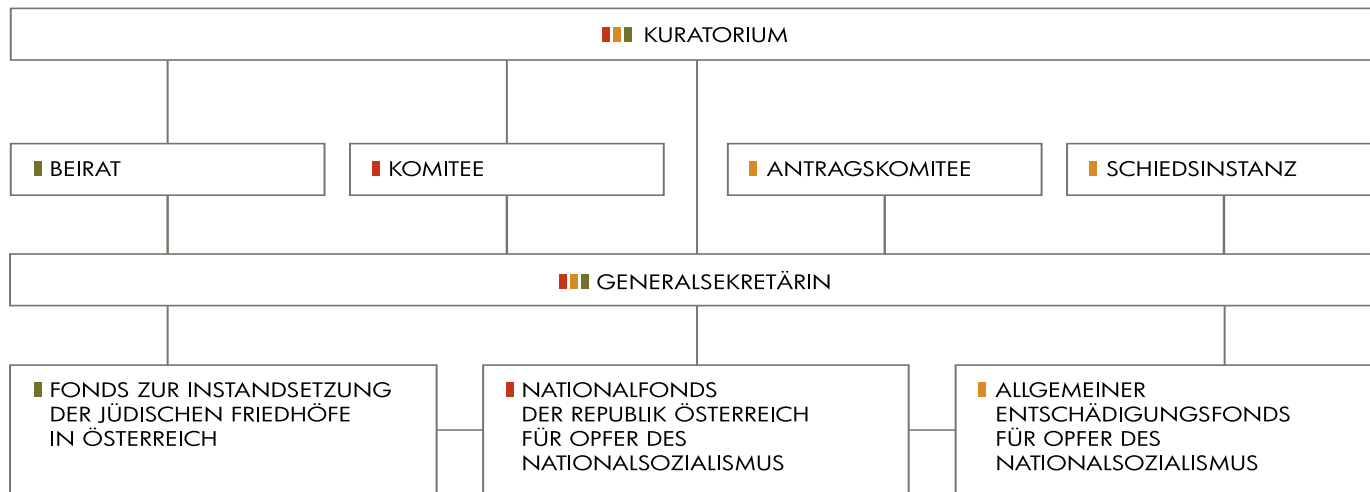 KURATORIUM
BEIRAT
KOMITEE
ANTRAGSKOMITEE
SCHIEDSINSTANZ
GENERALSEKRETÄRIN
FONDS ZUR INSTANDSETZUNG
DER JÜDISCHEN FRIEDHÖFE
IN ÖSTERREICH
NATIONALFONDS
DER REPUBLIK ÖSTERREICH
FÜR OPFER DES
NATIONALSOZIALISMUS
ALLGEMEINER
ENTSCHÄDIGUNGSFONDS
FÜR OPFER DES
NATIONALSOZIALISMUS